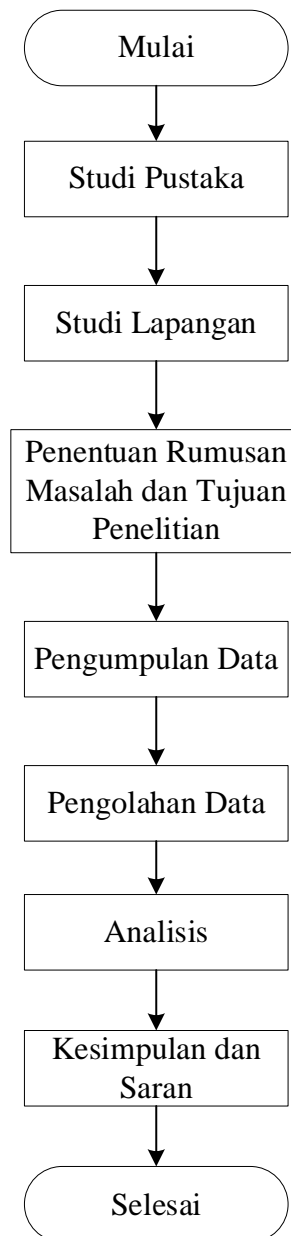 Mulai
Studi Pustaka
Studi Lapangan
Penentuan Rumusan
Masalah dan Tujuan
Penelitian
Pengumpulan Data
Pengolahan Data
Analisis
Kesimpulan dan
Saran
Selesai